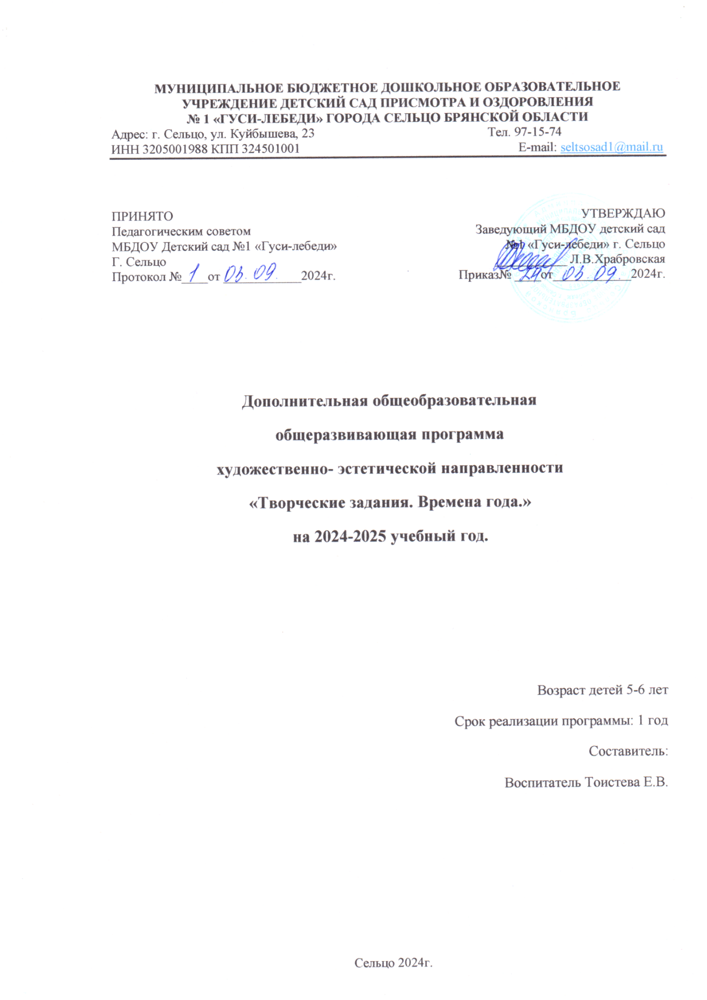 МУНИЦИПАЛЬНОЕ БЮДЖЕТНОЕ ДОШКОЛЬНОЕ ОБРАЗОВАТЕЛЬНОЕ
УЧРЕЖДЕНИЕ ДЕТСКИЙ САД ПРИСМОТРА И ОЗДОРОВЛЕНИЯ
№ 1 «ГУСИ-ЛЕБЕДИ» ГОРОДА СЕЛЬЦО БРЯНСКОЙ ОБЛАСТИ
Адрес: г. Сельцо, ул. Куйбышева, 23 Тел. 97-15-74
ИНН 3205001988 КПП 324501001 E-mail: seltsosad1@mail.ru
ПРИНЯТО
Педагогическим советом
МБДОУ Детский сад №1 «Гуси-лебеди»
Г. Сельцо
Протокол № 1 от 03.09. 2024г.
УТВЕРЖДАЮ
Заведующий МБДОУ детский сад
№1 «Гуси-лебеди» г. Сельцо
Л.В.Храбровская
Приказ№ 24 от 03.09. 2024г.
Дополнительная общеобразовательная
общеразвивающая программа
художественно- эстетической направленности
«Творческие задания. Времена года.»
на 2024-2025 учебный год.
Возраст детей 5-6 лет
Срок реализации программы: 1 год
Составитель:
Воспитатель Тоистева Е.В.
Сельцо 2024г.